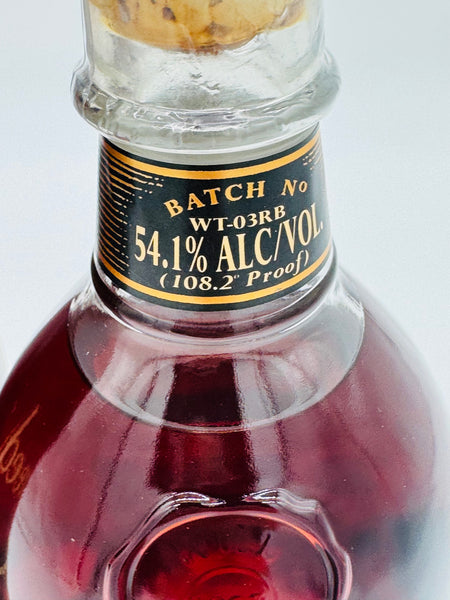 BATCH No
WT-03RB
54.1% ALC/VOL.
(108.2° Proof)